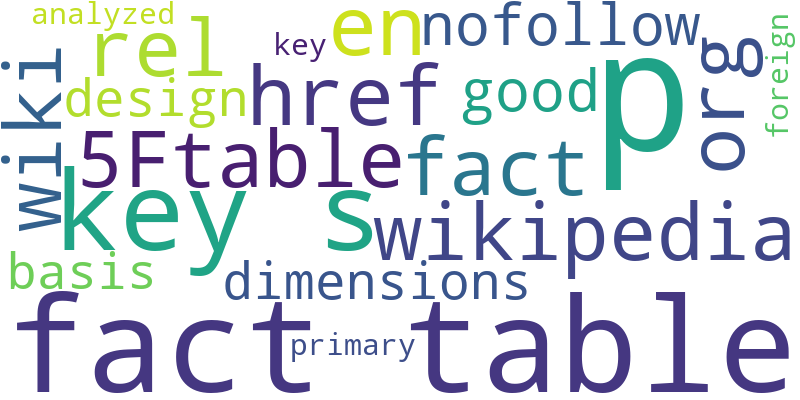 analyzed
rel
key
en
nofollow
p
org
foreign
wiki
design
href
good
5Ftable
fact
key s
wikipedia
basis
dimensions
fact table
primary